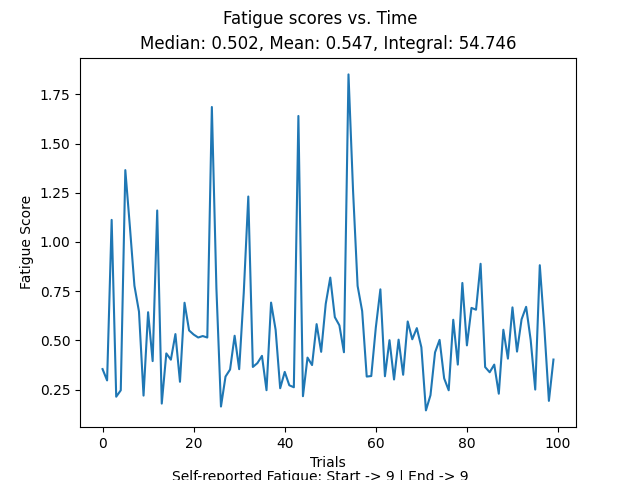 Fatigue scores vs. Time
Median: 0.502, Mean: 0.547, Integral: 54.746
Fatigue Score
1.75
1.50
1.25
1.00
0.75
0.50
0.25
0 20 40 60 80 100
Trials
Self-reported Fatigue: Start -> 9 | End -> 9